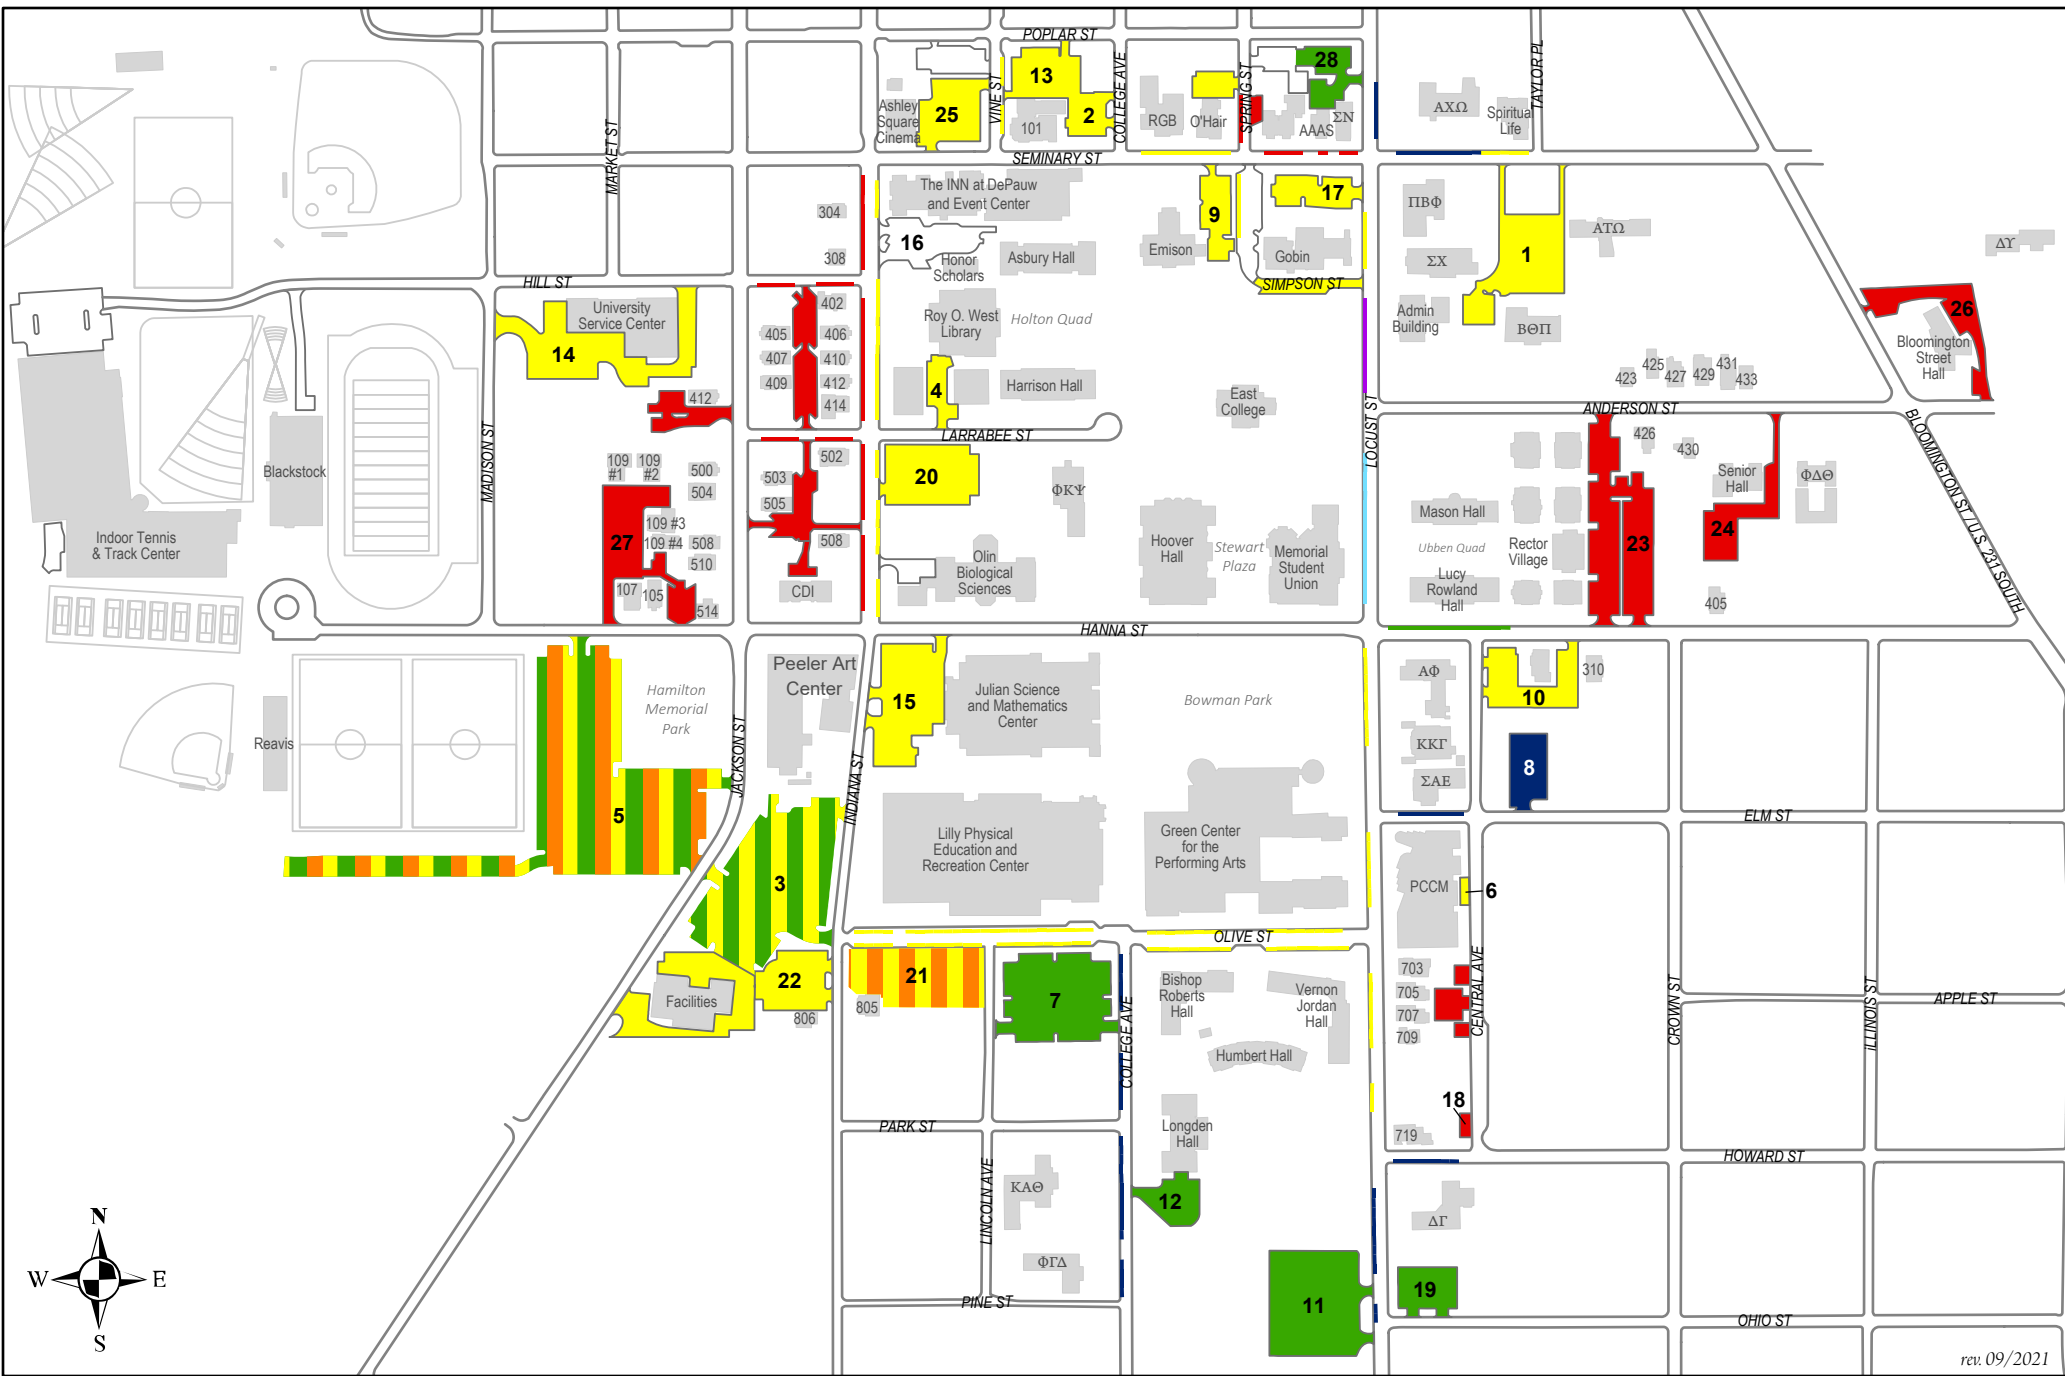 POPLAR ST
13
2
25
28
VINE ST
COLLEGE AVE
SPRING ST
TAYLOR PL
MARKET ST
Ashley
Square
Cinema
101
RGB
O'Hair
AAAS
ΣΝ
ΑΧΩ
Spiritual
Life
SEMINARY ST
The INN at DePauw
and Event Center
304
308
16
Honor
Scholars
Asbury Hall
Emison
9
17
Gobin
SIMPSON ST
ΠΒΦ
ΣΧ
1
ΑΤΩ
ΔΥ
HILL ST
University
Service Center
14
402
405
406
407
410
409
412
414
412
Roy O. West
Library
Holton Quad
4
Harrison Hall
East
College
Admin
Building
ΒΘΠ
26
Bloomington
Street
Hall
423
425
427
429
431
433
ANDERSON ST
LARRABEE ST
LOCUST ST
BLOOMINGTON ST / U.S. 231 SOUTH
MADISON ST
Blackstock
Indoor Tennis
& Track Center
109
#1
109
#2
500
504
109 #3
109 #4
508
510
27
107
105
514
502
503
505
508
CDI
20
ΦΚΨ
Olin
Biological
Sciences
Hoover
Hall
Stewart
Plaza
Memorial
Student
Union
Mason Hall
Ubben Quad
Lucy
Rowland
Hall
Rector
Village
23
426
430
Senior
Hall
24
ΦΔΘ
405
HANNA ST
Peeler Art
Center
Hamilton
Memorial
Park
JACKSON ST
INDIANA ST
15
Julian Science
and Mathematics
Center
Bowman Park
ΑΦ
ΚΚΓ
ΣΑΕ
10
310
8
Reavis
5
3
ELM ST
Lilly Physical
Education and
Recreation Center
Green Center
for the
Performing Arts
PCCM
6
OLIVE ST
CENTRAL AVE
CROWN ST
ILLINOIS ST
APPLE ST
Facilities
22
806
21
805
7
COLLEGE AVE
Bishop
Roberts
Hall
Vernon
Jordan
Hall
Humbert Hall
703
705
707
709
18
719
PARK ST
LINCOLN AVE
Longden
Hall
12
HOWARD ST
ΚΑΘ
ΦΓΔ
ΔΓ
19
11
PINE ST
OHIO ST
N
W
E
S
rev. 09/2021